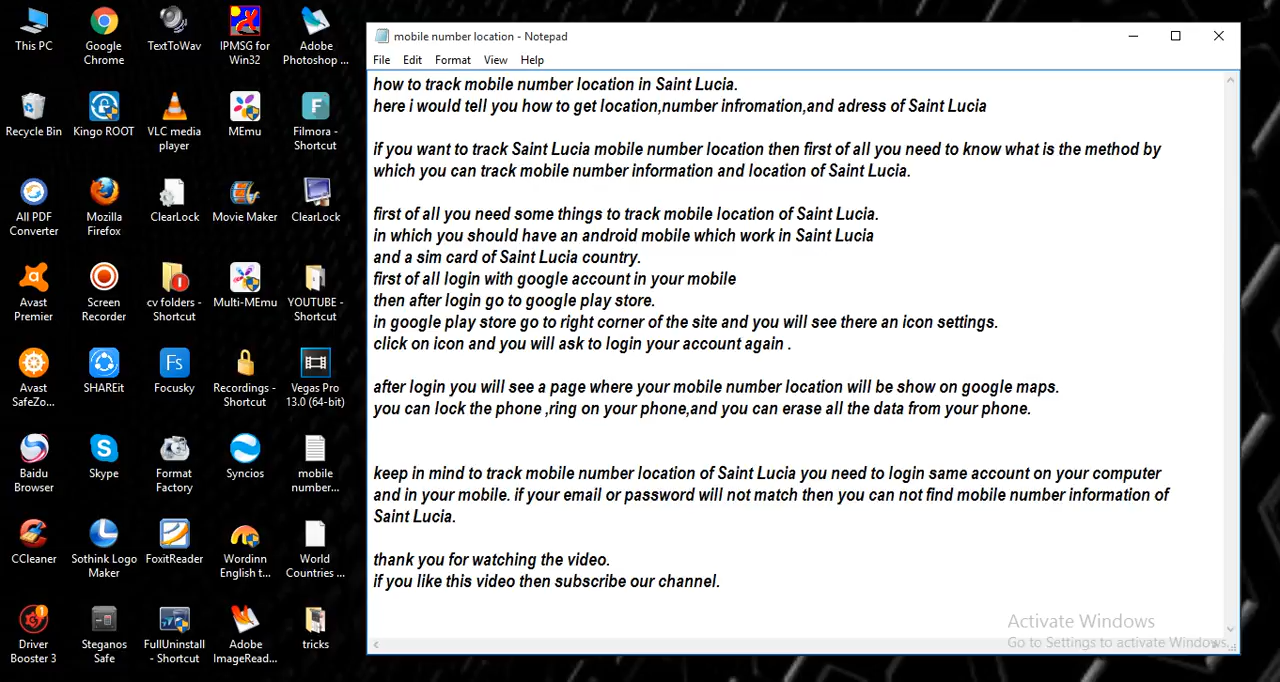 This PC
Google
Chrome
TextToWav
IPMSG for
Win32
Adobe
Photoshop ...
Recycle Bin
Kingo ROOT
VLC media
player
MEmu
Filmora -
Shortcut
All PDF
Converter
Mozilla
Firefox
ClearLock
Movie Maker
ClearLock
Avast
Premier
Screen
Recorder
cv folders -
Shortcut
Multi-MEmu
YOUTUBE -
Shortcut
Avast
SafeZo...
SHAREit
Focusky
Recordings -
Shortcut
Vegas Pro
13.0 (64-bit)
Baidu
Browser
Skype
Format
Factory
Syncios
mobile
number...
CCleaner
Sothink Logo
Maker
FoxitReader
Wordinn
English t...
World
Countries ...
Driver
Booster 3
Steganos
Safe
FullUninstall
- Shortcut
Adobe
ImageRead...
tricks
mobile number location - Notepad
File Edit Format View Help
how to track mobile number location in Saint Lucia.
here i would tell you how to get location,number infromation,and adress of Saint Lucia
if you want to track Saint Lucia mobile number location then first of all you need to know what is the method by
which you can track mobile number information and location of Saint Lucia.
first of all you need some things to track mobile location of Saint Lucia.
in which you should have an android mobile which work in Saint Lucia
and a sim card of Saint Lucia country.
first of all login with google account in your mobile
then after login go to google play store.
in google play store go to right corner of the site and you will see there an icon settings.
click on icon and you will ask to login your account again .
after login you will see a page where your mobile number location will be show on google maps.
you can lock the phone ,ring on your phone,and you can erase all the data from your phone.
keep in mind to track mobile number location of Saint Lucia you need to login same account on your computer
and in your mobile. if your email or password will not match then you can not find mobile number information of
Saint Lucia.
thank you for watching the video.
if you like this video then subscribe our channel.
Activate Windows
Go to Settings to activate Windows.